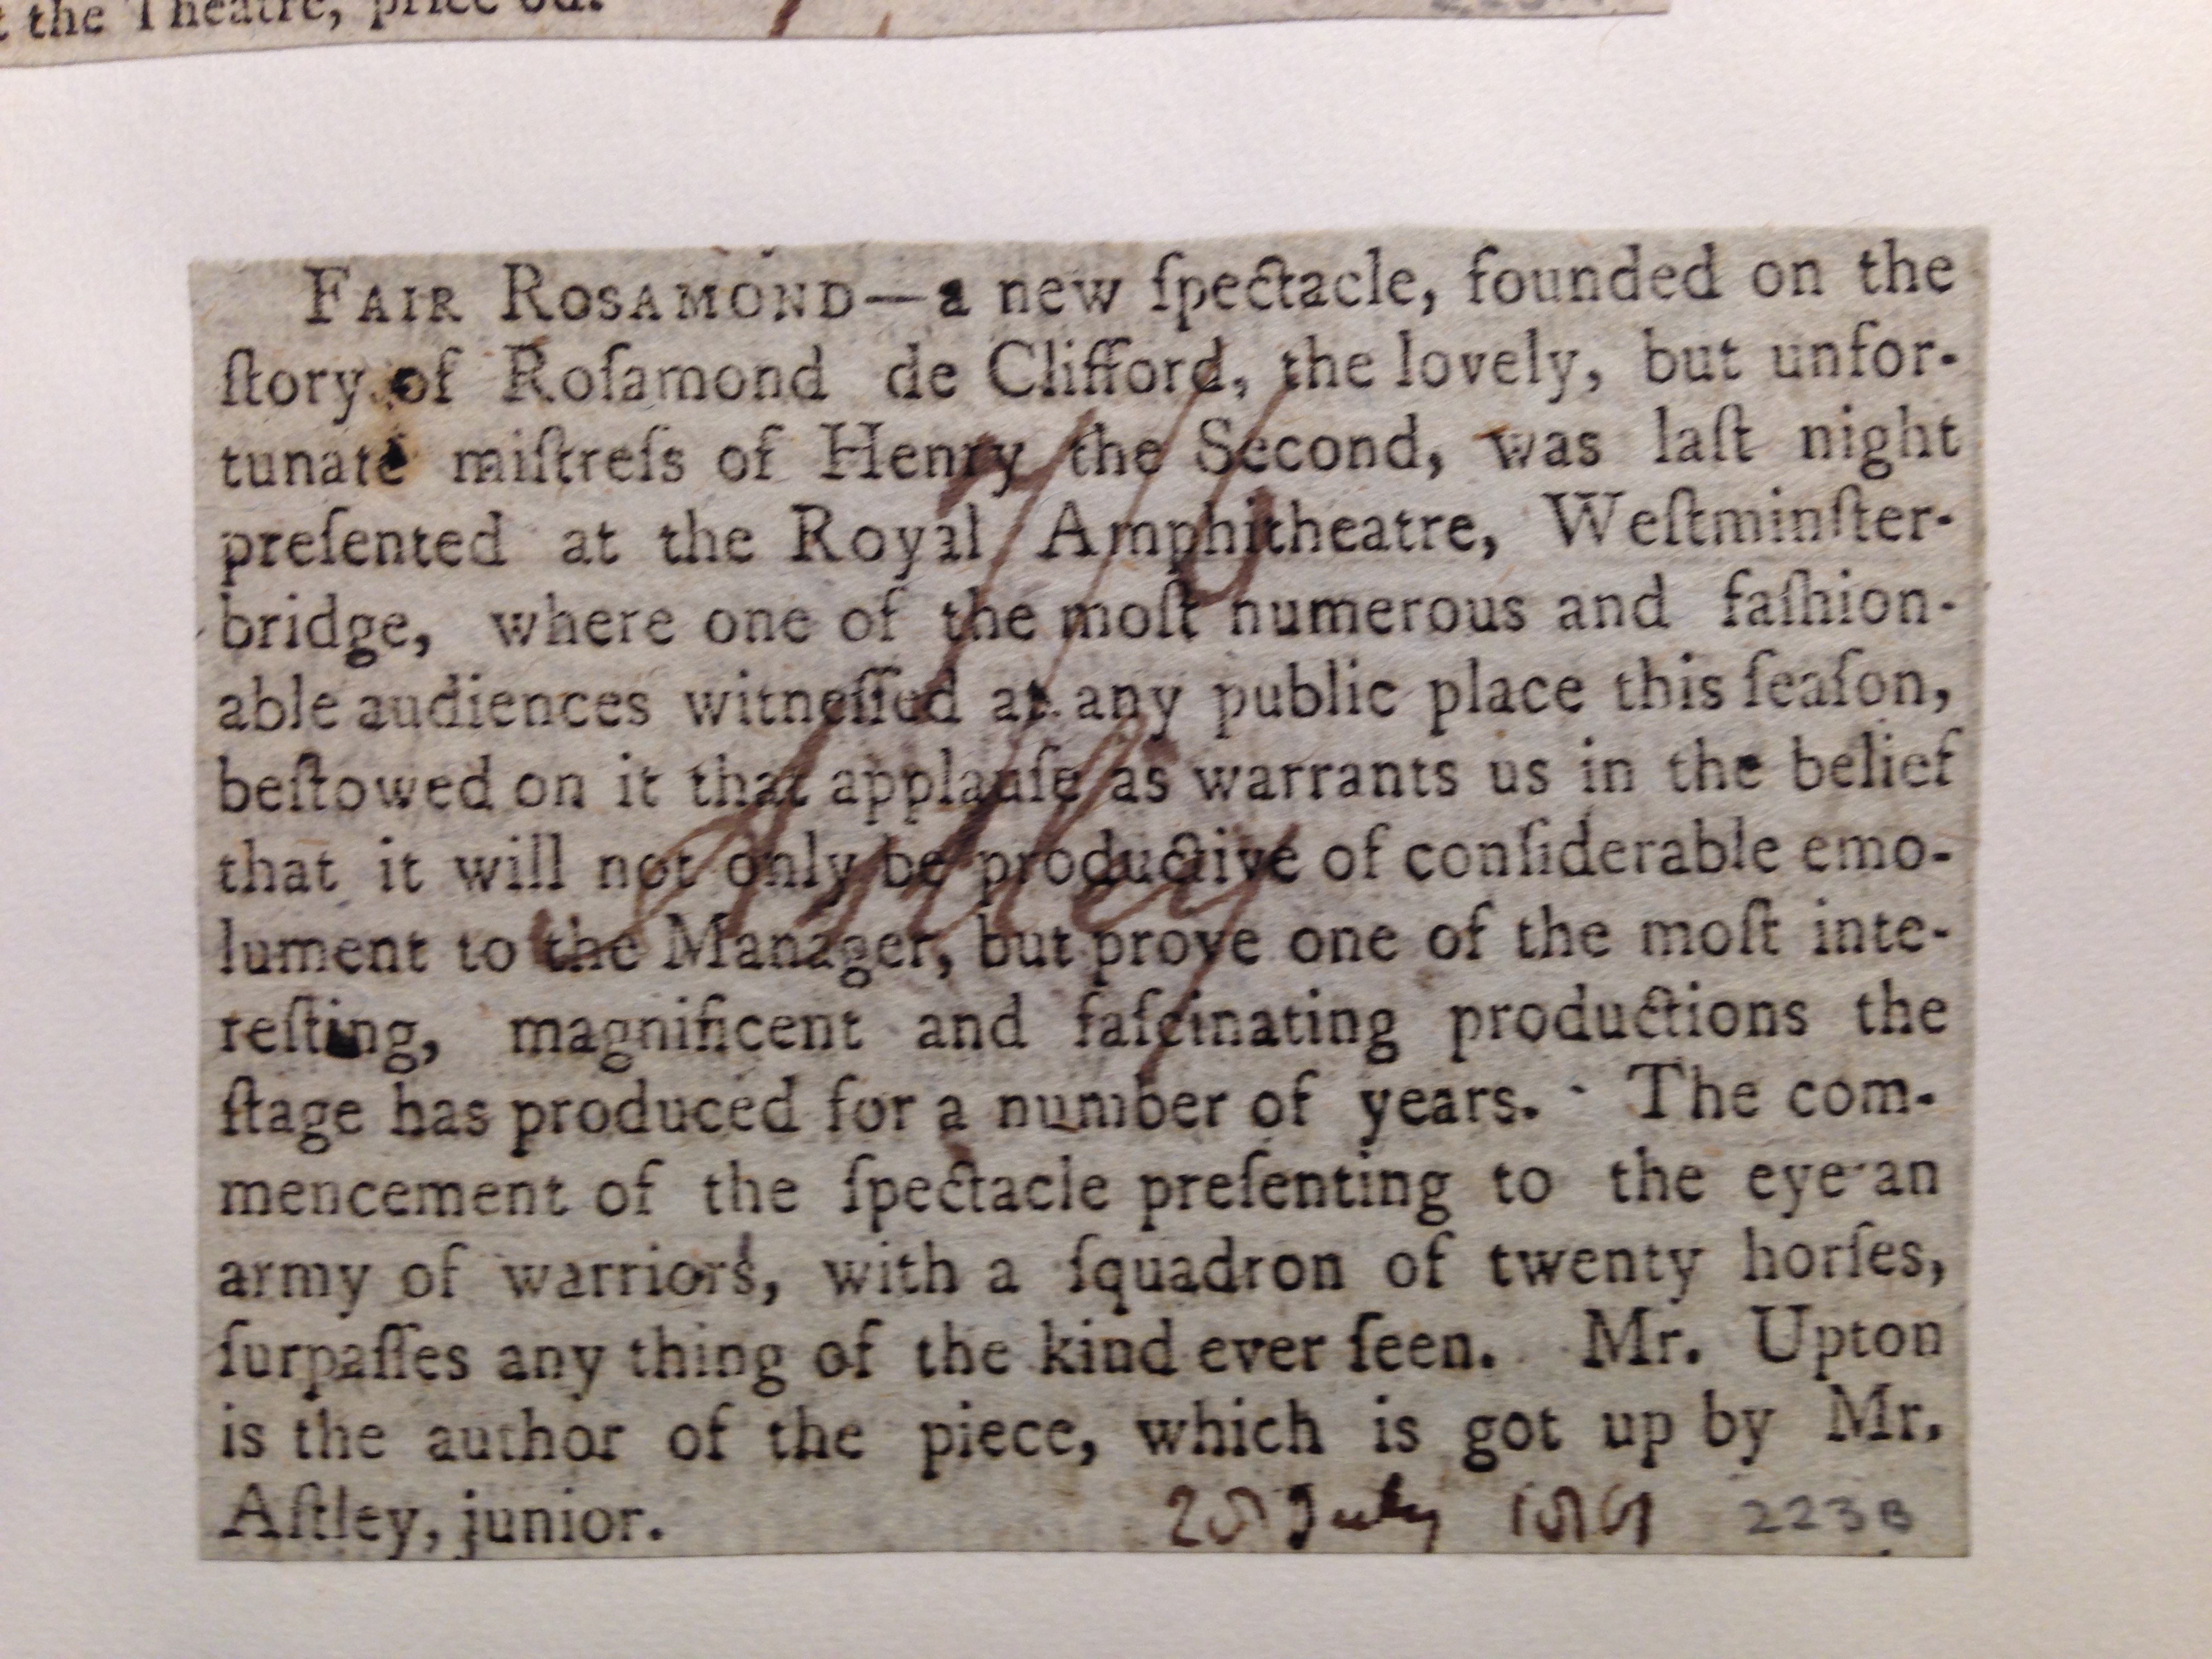 t the Theatre, price 6d.
FAIR ROSAMOND—a new ſpectacle, founded on the
ſtory of Roſamond de Clifford, the lovely, but unfor-
tunate miſtreſs of Henry the Second, was laſt night
preſented at the Royal Amphitheatre, Weſtminſter-
bridge, where one of the moſt numerous and faſhion-
able audiences witneſſed at any public place this ſeaſon,
beſtowed on it that applauſe as warrants us in the belief
that it will not only be productive of conſiderable emo-
lument to the Manager, but prove one of the moſt inte-
reſting, magnificent and faſcinating productions the
ſtage has produced for a number of years. The com-
mencement of the ſpectacle preſenting to the eye an
army of warriors, with a ſquadron of twenty horſes,
ſurpaſſes any thing of the kind ever ſeen. Mr. Upton
is the author of the piece, which is got up by Mr.
Aſtley, junior.
July 223B
Astley